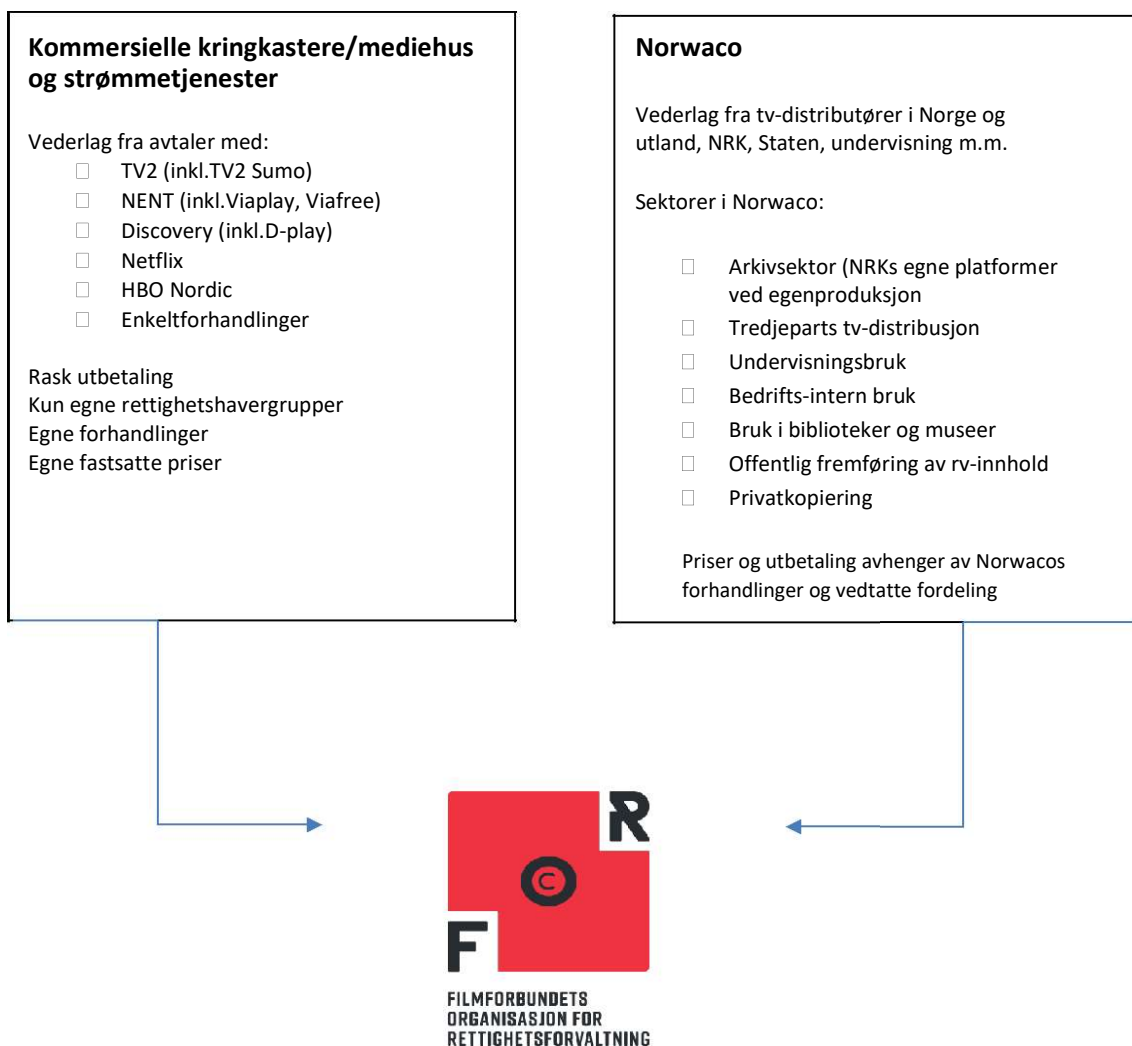 Kommersielle kringkastere/mediehus
og strømmetjenester
Vederlag fra avtaler med:
TV2 (inkl.TV2 Sumo)
NENT (inkl.Viaplay, Viafree)
Discovery (inkl.D-play)
Netflix
HBO Nordic
Enkeltforhandlinger
Rask utbetaling
Kun egne rettighetshavergrupper
Egne forhandlinger
Egne fastsatte priser
Norwaco
Vederlag fra tv-distributører i Norge og
utland, NRK, Staten, undervisning m.m.
Sektorer i Norwaco:
Arkivsektor (NRKs egne platformer
ved egenproduksjon
Tredjeparts tv-distribusjon
Undervisningsbruk
Bedrifts-intern bruk
Bruk i biblioteker og museer
Offentlig fremføring av rv-innhold
Privatkopiering
Priser og utbetaling avhenger av Norwacos
forhandlinger og vedtatte fordeling
R
C
F
FILMFORBUNDETS
ORGANISASJON FOR
RETTIGHETSFORVALTNING